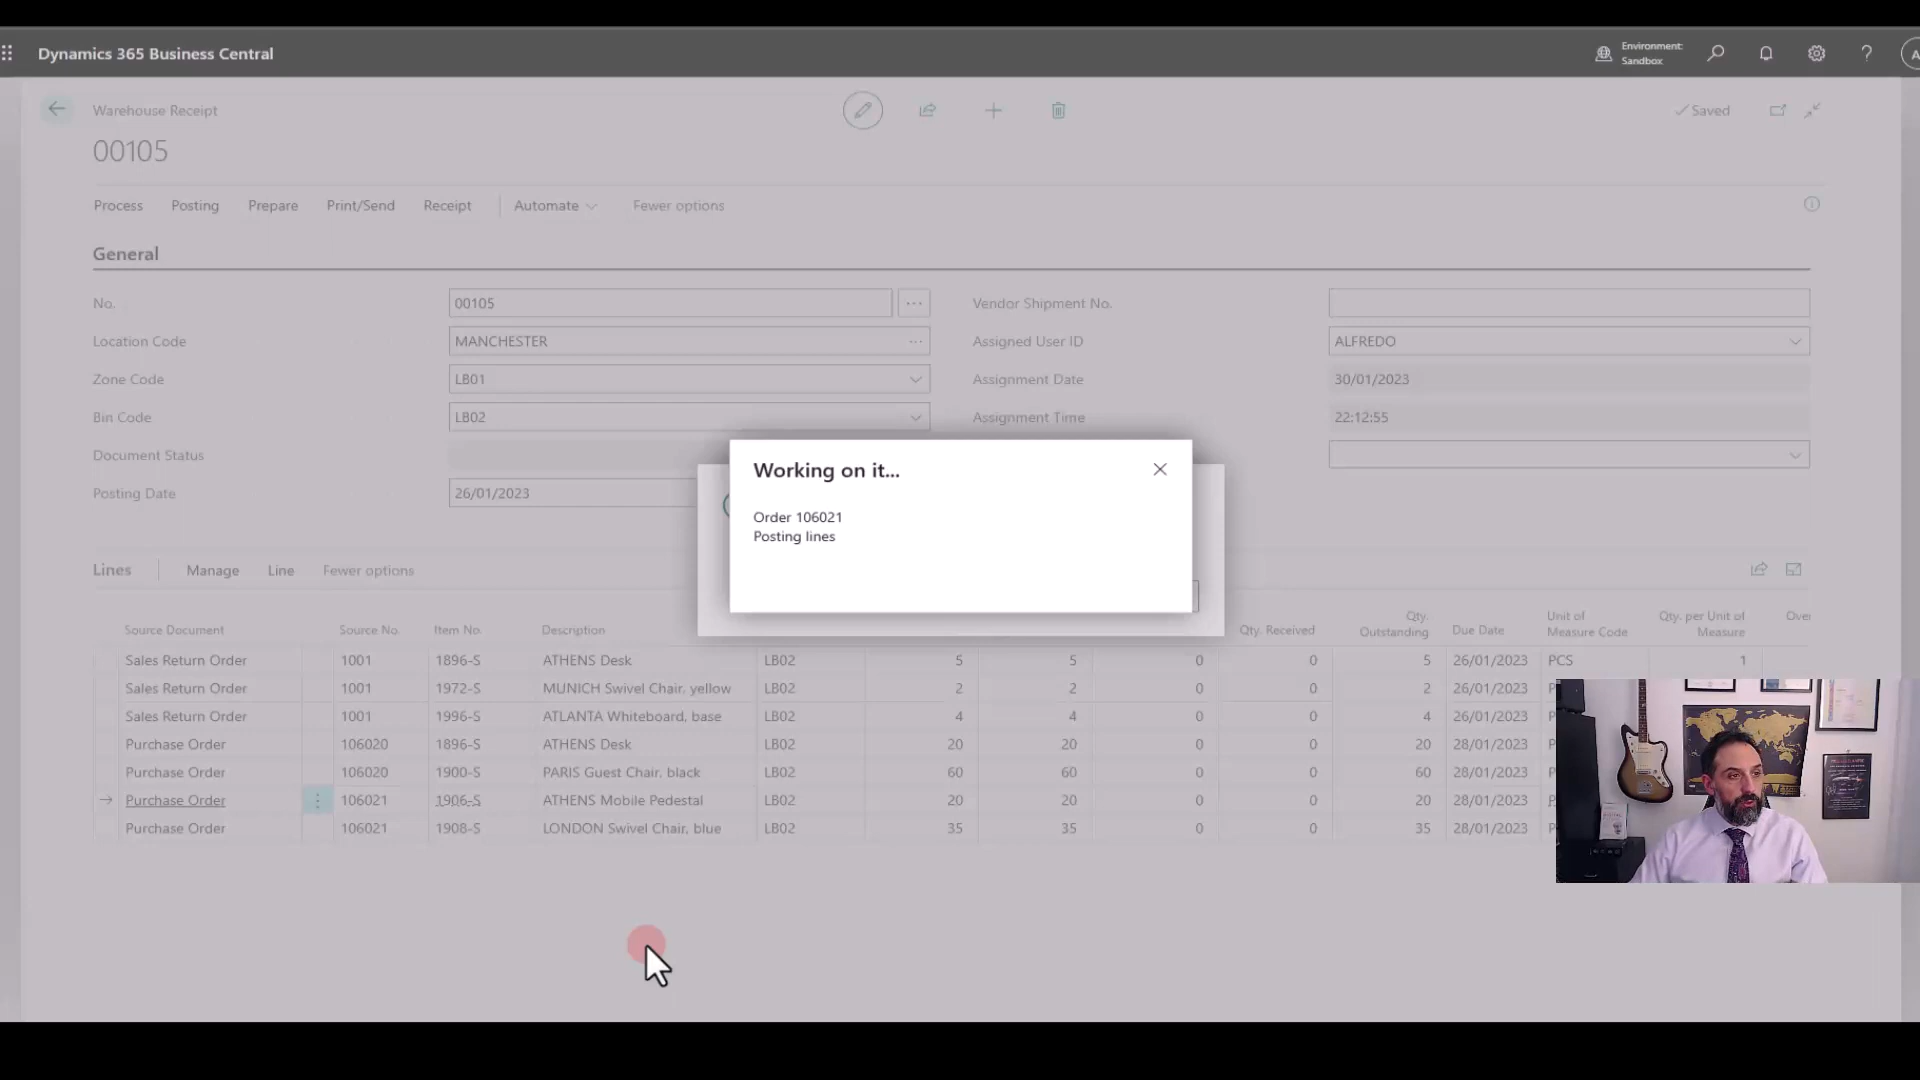 Dynamics 365 Business Central
Environment:
Sandbox
?
A
Warehouse Receipt
Saved
00105
Process Posting Prepare Print/Send Receipt Automate Fewer options
General
No. 00105 Vendor Shipment No.
Location Code MANCHESTER Assigned User ID ALFREDO
Zone Code LB01 Assignment Date 30/01/2023
Bin Code LB02 Assignment Time 22:12:55
Document Status
Posting Date 26/01/2023
Working on it...
Order 106021
Posting lines
Lines Manage Line Fewer options
Source Document Source No. Item No. Description Qty. Received Qty. Outstanding Due Date Unit of Measure Code Qty. per Unit of Measure Over
Sales Return Order 1001 1896-S ATHENS Desk LB02 5 5 0 0 5 26/01/2023 PCS 1
Sales Return Order 1001 1972-S MUNICH Swivel Chair, yellow LB02 2 2 0 0 2 26/01/2023 P
Sales Return Order 1001 1996-S ATLANTA Whiteboard, base LB02 4 4 0 0 4 26/01/2023 P
Purchase Order 106020 1896-S ATHENS Desk LB02 20 20 0 0 20 28/01/2023 P
Purchase Order 106020 1900-S PARIS Guest Chair, black LB02 60 60 0 0 60 28/01/2023 P
Purchase Order 106021 1906-S ATHENS Mobile Pedestal LB02 20 20 0 0 20 28/01/2023 P
Purchase Order 106021 1908-S LONDON Swivel Chair, blue LB02 35 35 0 0 35 28/01/2023 P